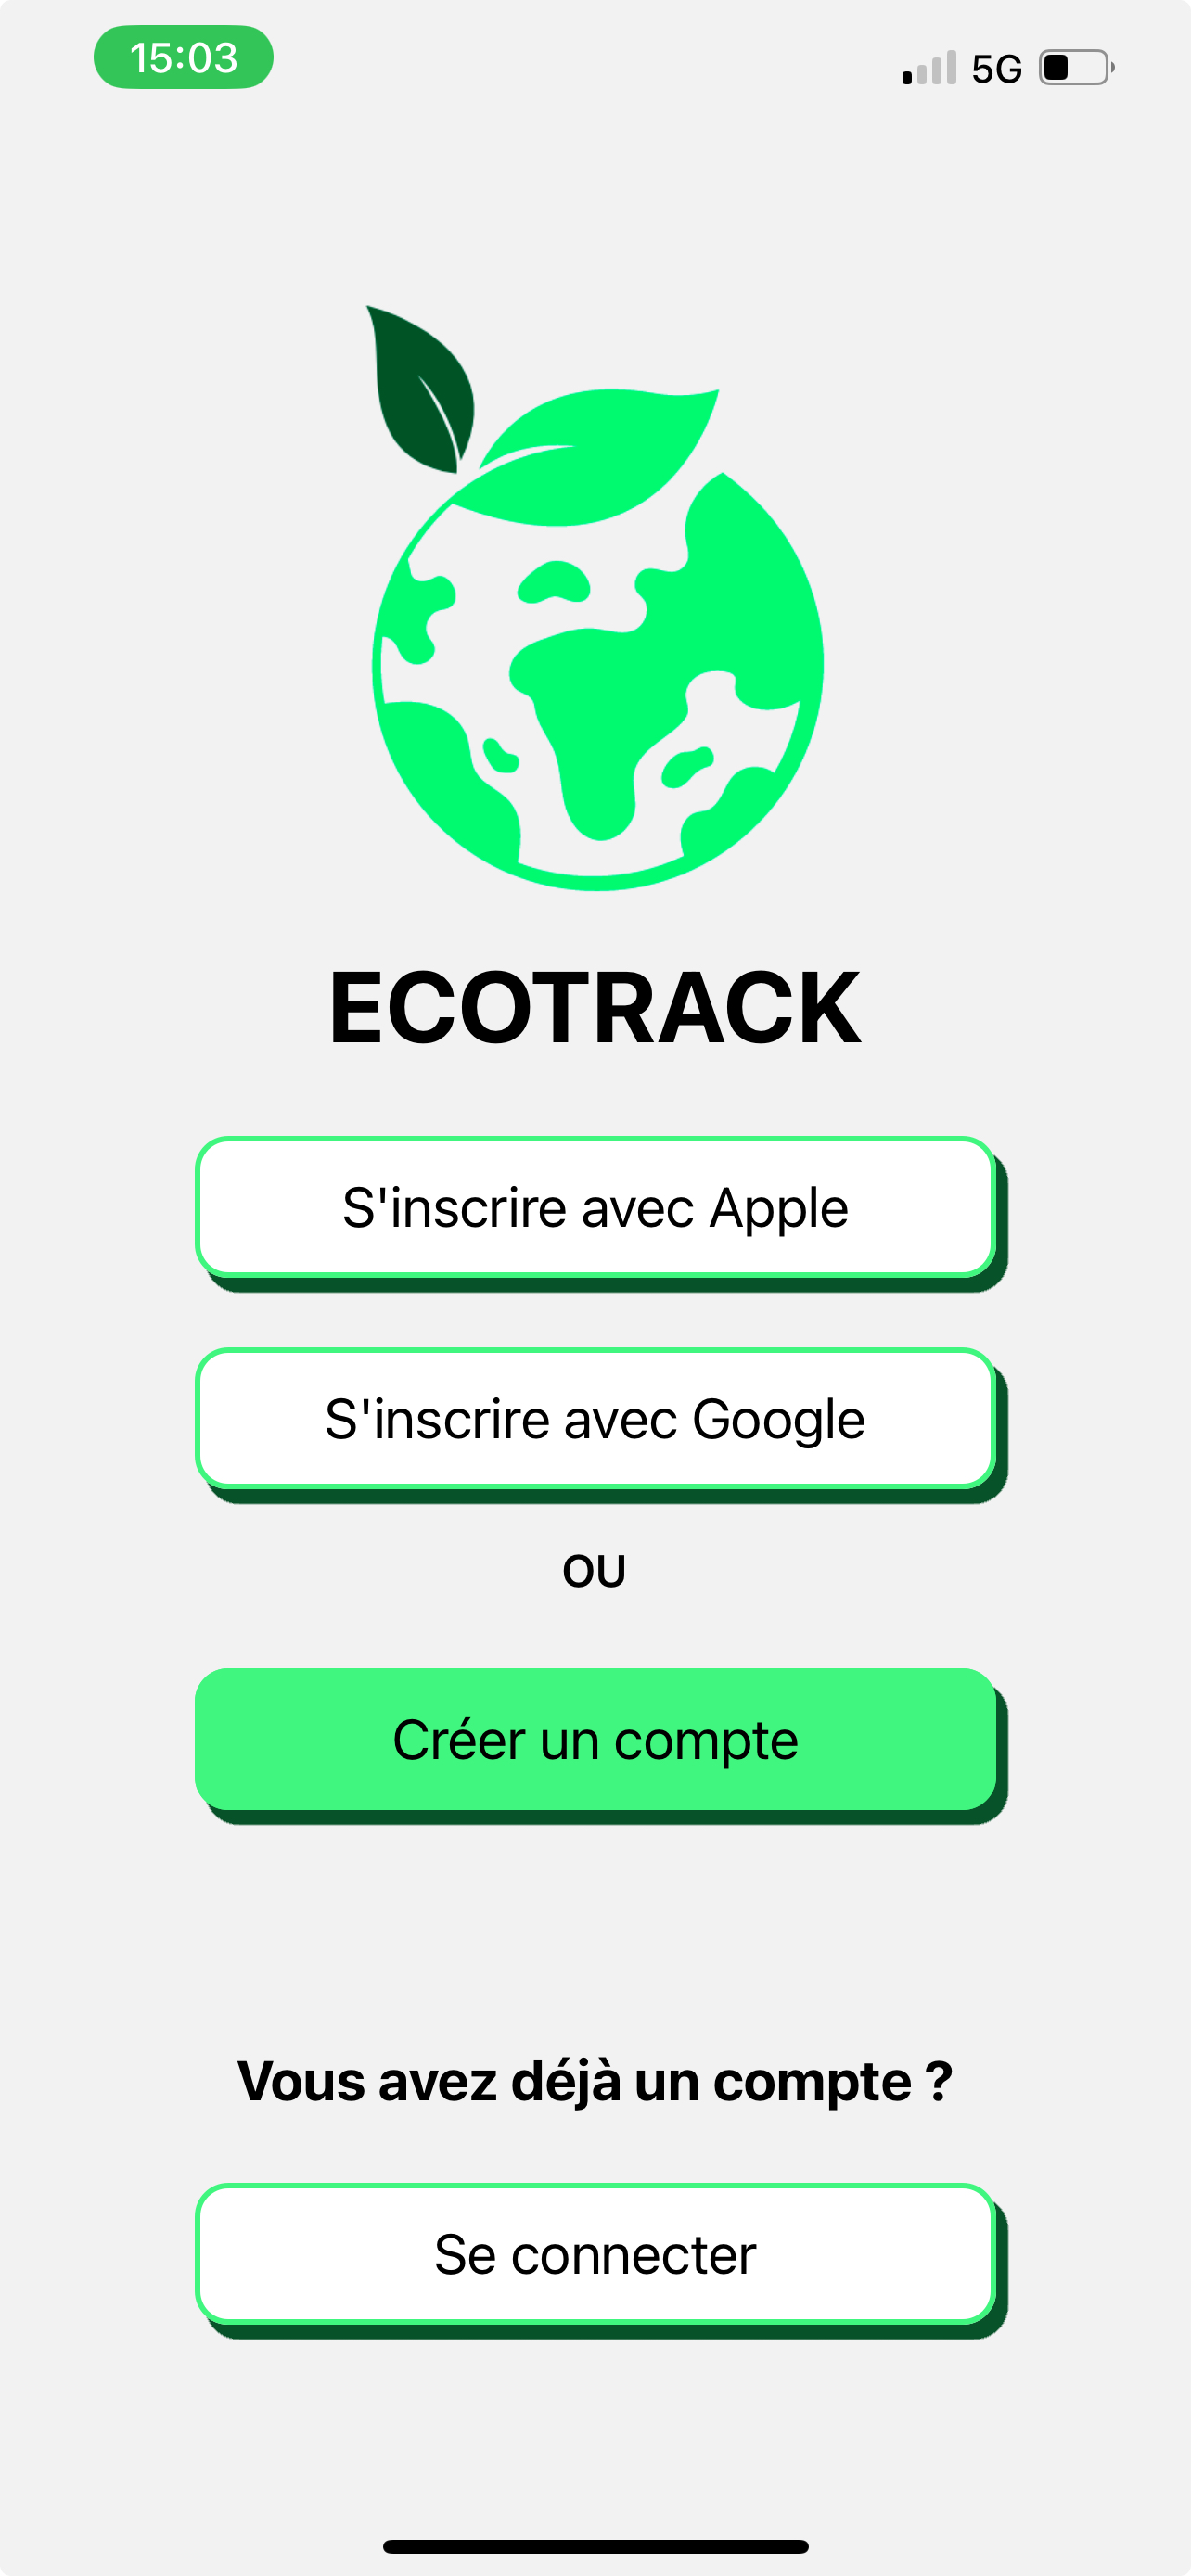 15:03
5G
ECOTRACK
S'inscrire avec Apple
S'inscrire avec Google
OU
Créer un compte
Vous avez déjà un compte ?
Se connecter